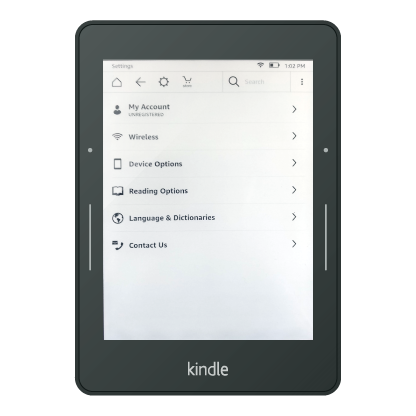 Settings
1:02 PM
Search
My Account
UNREGISTERED
Wireless
Device Options
Reading Options
Language & Dictionaries
Contact Us
kindle